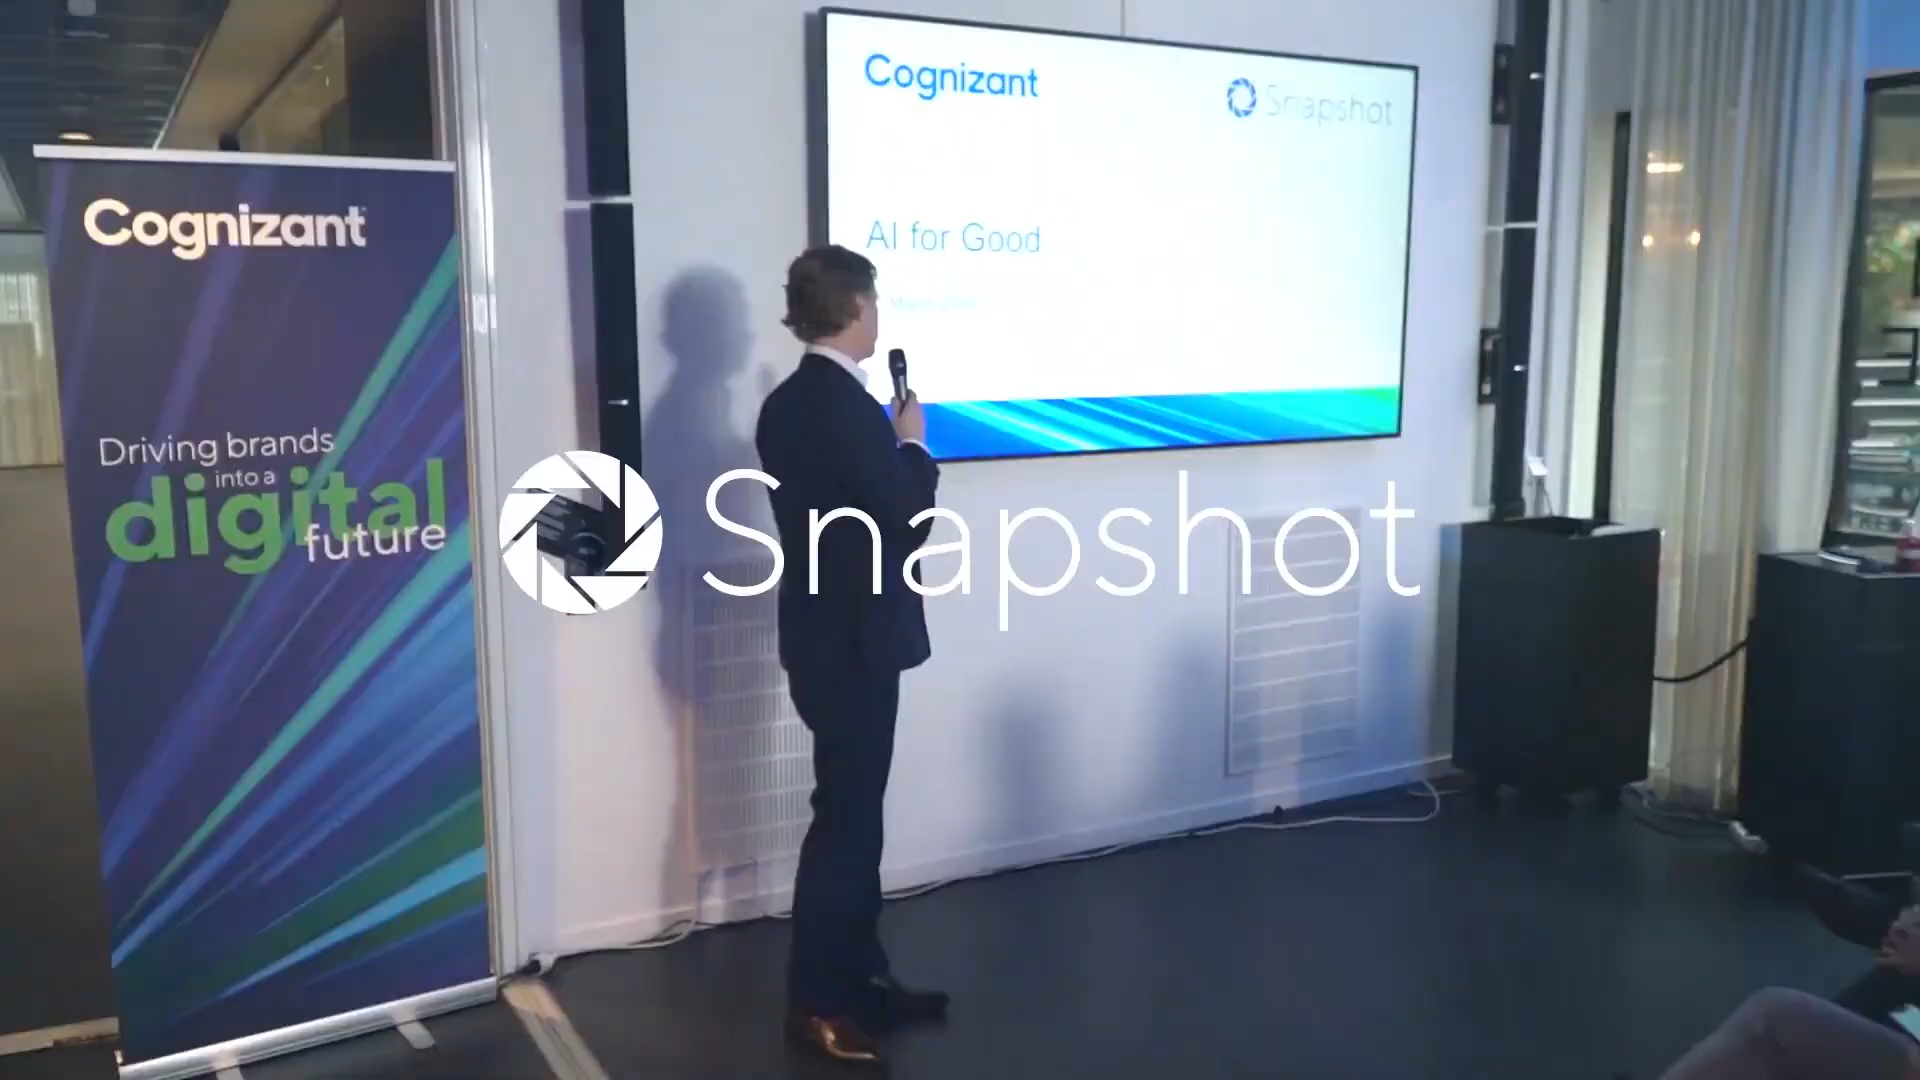 Cognizant
Snapshot
AI for Good
Cognizant
Driving brands
into a
digital
future
Snapshot